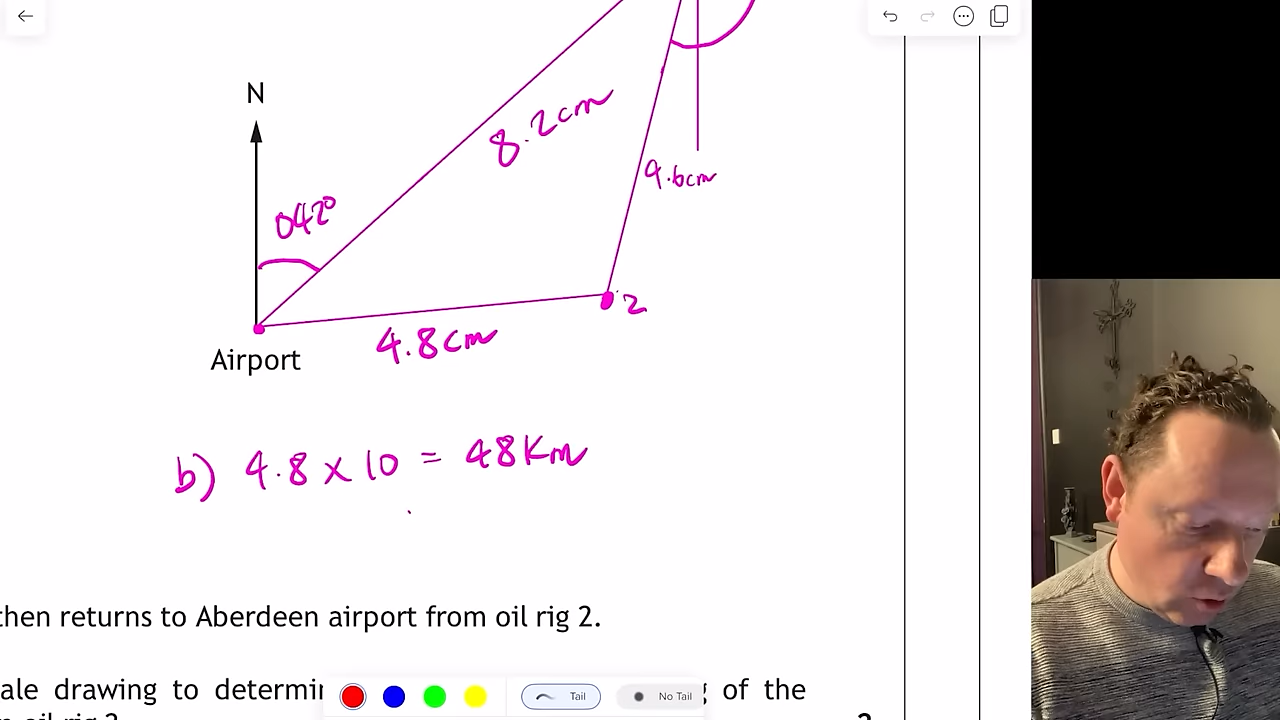 N
8.2cm
9.6cm
042°
2
4.8cm
Airport
b) 4.8 x 10 = 48Km
then returns to Aberdeen airport from oil rig 2.
ale drawing to determi
of the
Tail
No Tail